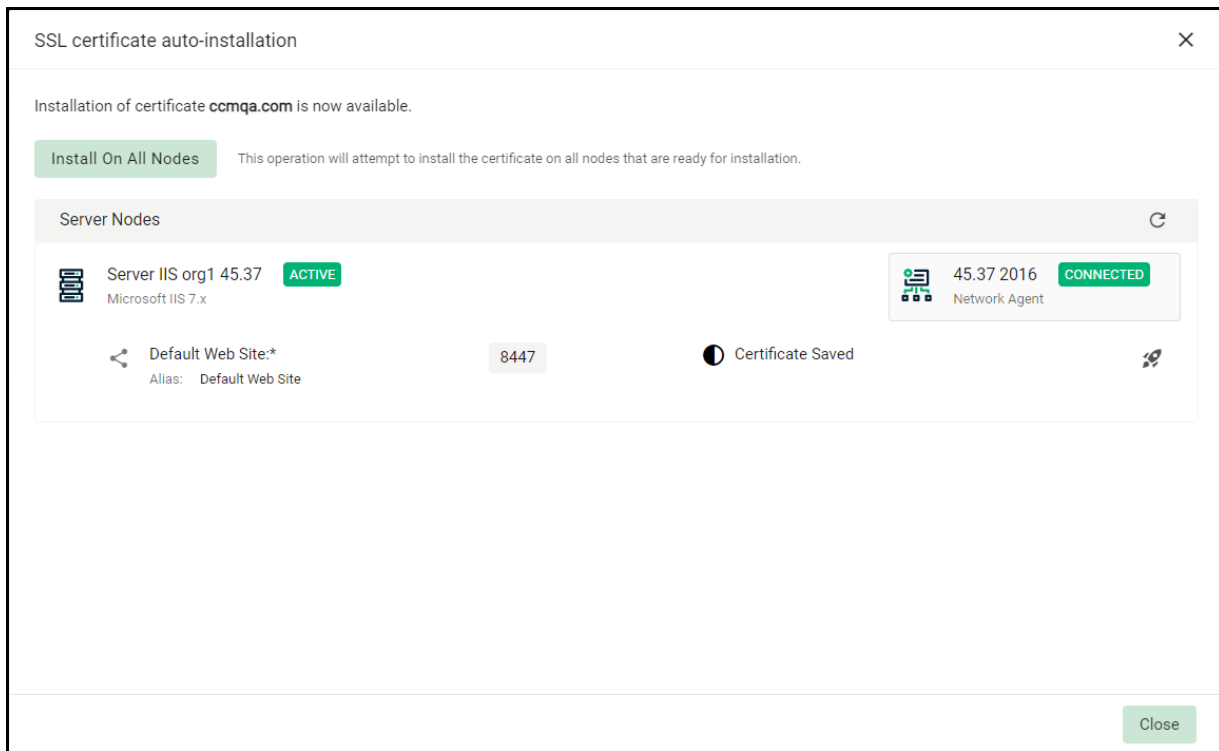 SSL certificate auto-installation
Installation of certificate ccmqa.com is now available.
Install On All Nodes
This operation will attempt to install the certificate on all nodes that are ready for installation.
Server Nodes
Server IIS org1 45.37 ACTIVE
Microsoft IIS 7.x
45.37 2016 CONNECTED
Network Agent
Default Web Site:*
Alias: Default Web Site
8447
Certificate Saved
Close